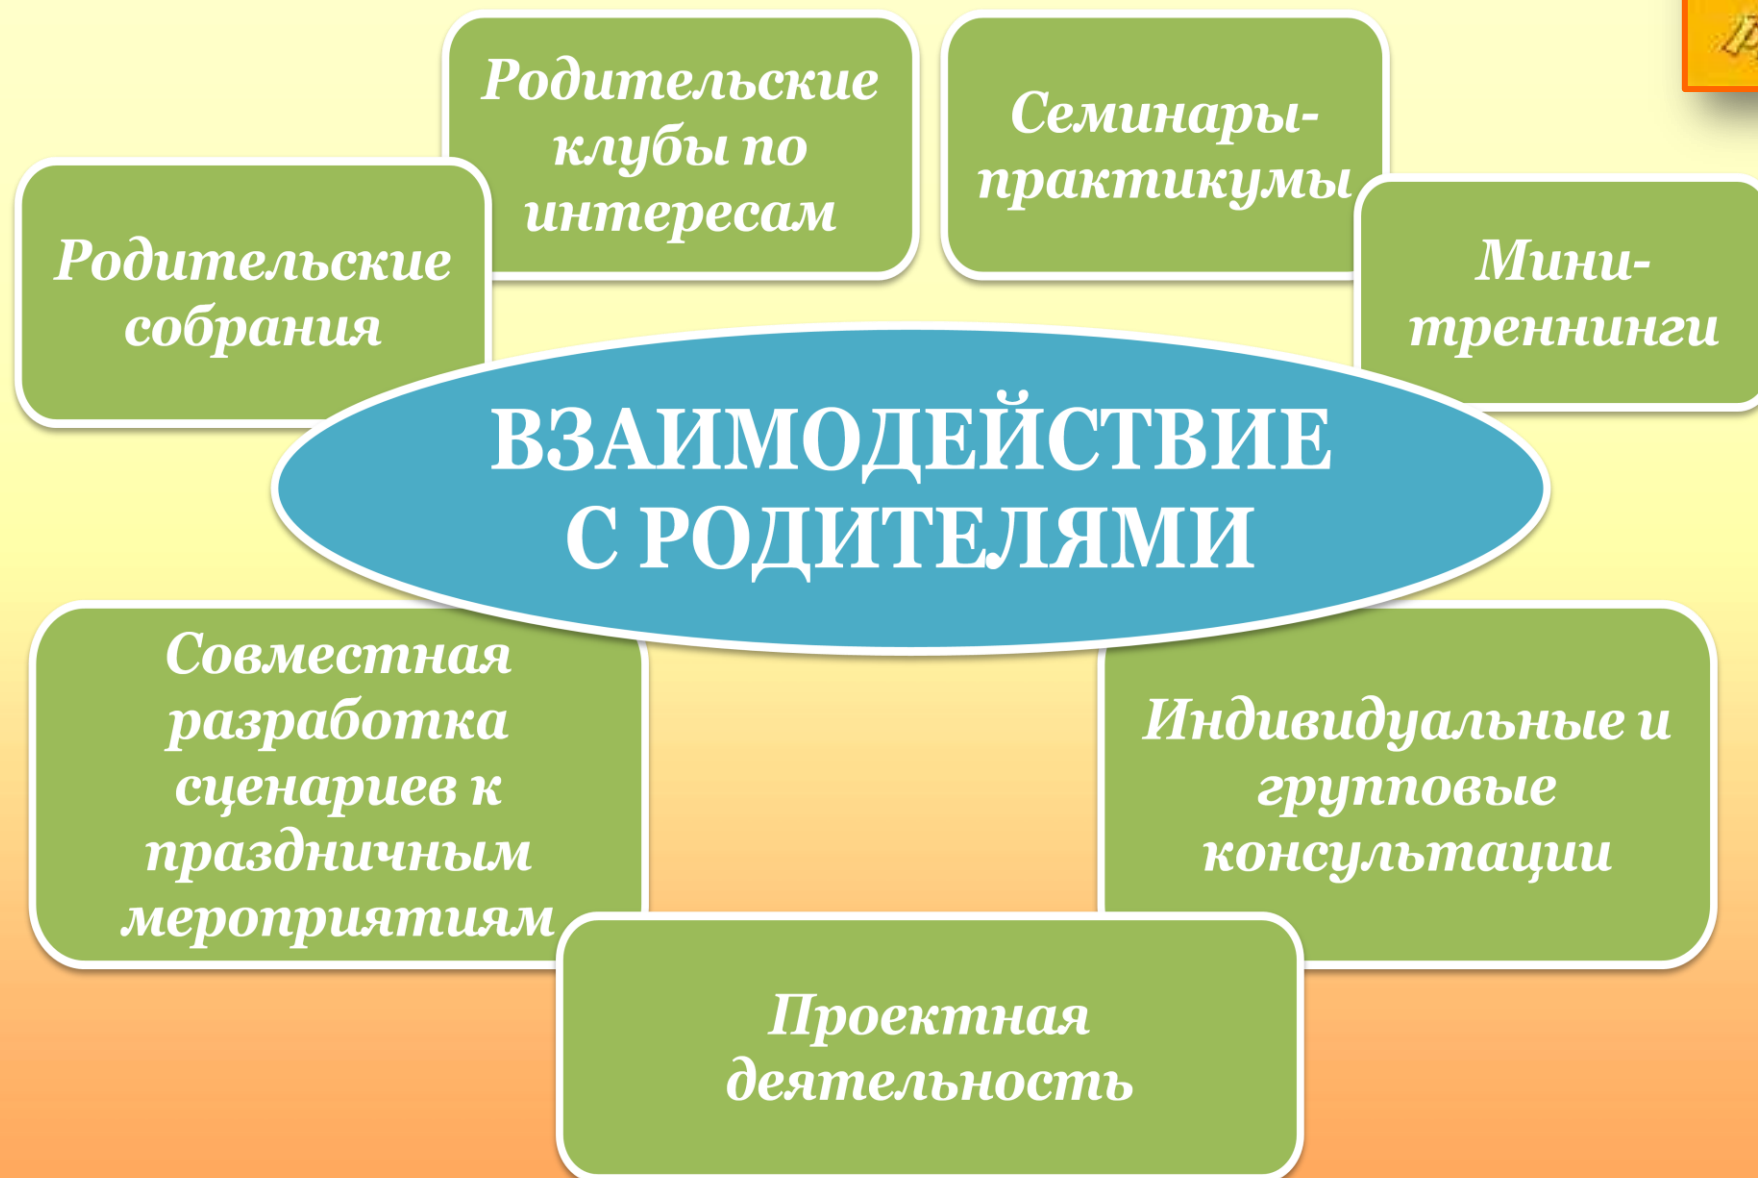 Родительские
клубы по
интересам
Семинары-
практикумы
Родительские
собрания
Мини-
треннинги
ВЗАИМОДЕЙСТВИЕ
С РОДИТЕЛЯМИ
Совместная
разработка
сценариев к
праздничным
мероприятиям
Индивидуальные и
групповые
консультации
Проектная
деятельность